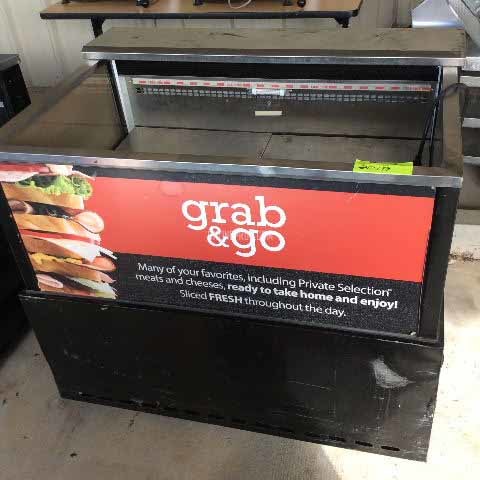 grab
&go
Many of your favorites, including Private Selection
meats and cheeses, ready to take home and enjoy!
Sliced FRESH throughout the day.